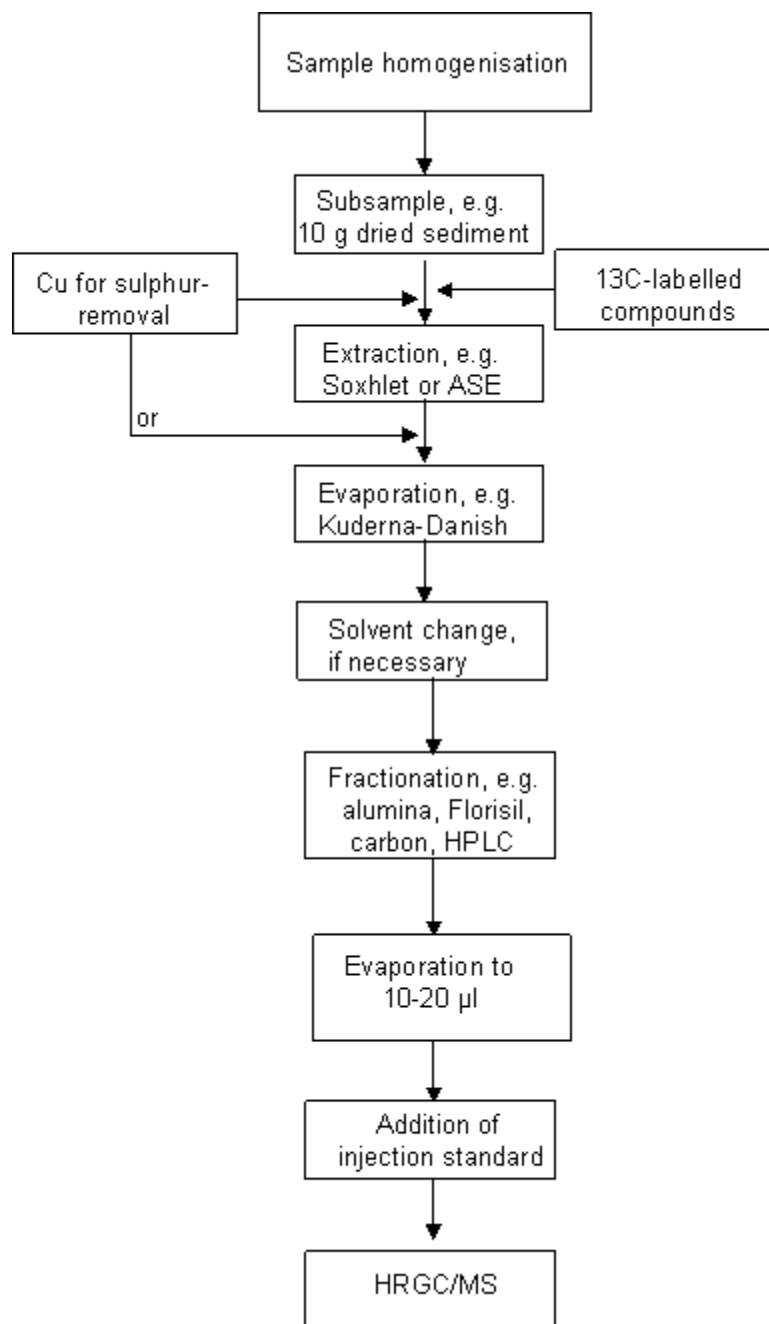 Sample homogenisation
Subsample, e.g.
10 g dried sediment
Cu for sulphur-
removal
13C-labelled
compounds
Extraction, e.g.
Soxhlet or ASE
or
Evaporation, e.g.
Kuderna-Danish
Solvent change,
if necessary
Fractionation, e.g.
alumina, Florisil,
carbon, HPLC
Evaporation to
10-20 µl
Addition of
injection standard
HRGC/MS